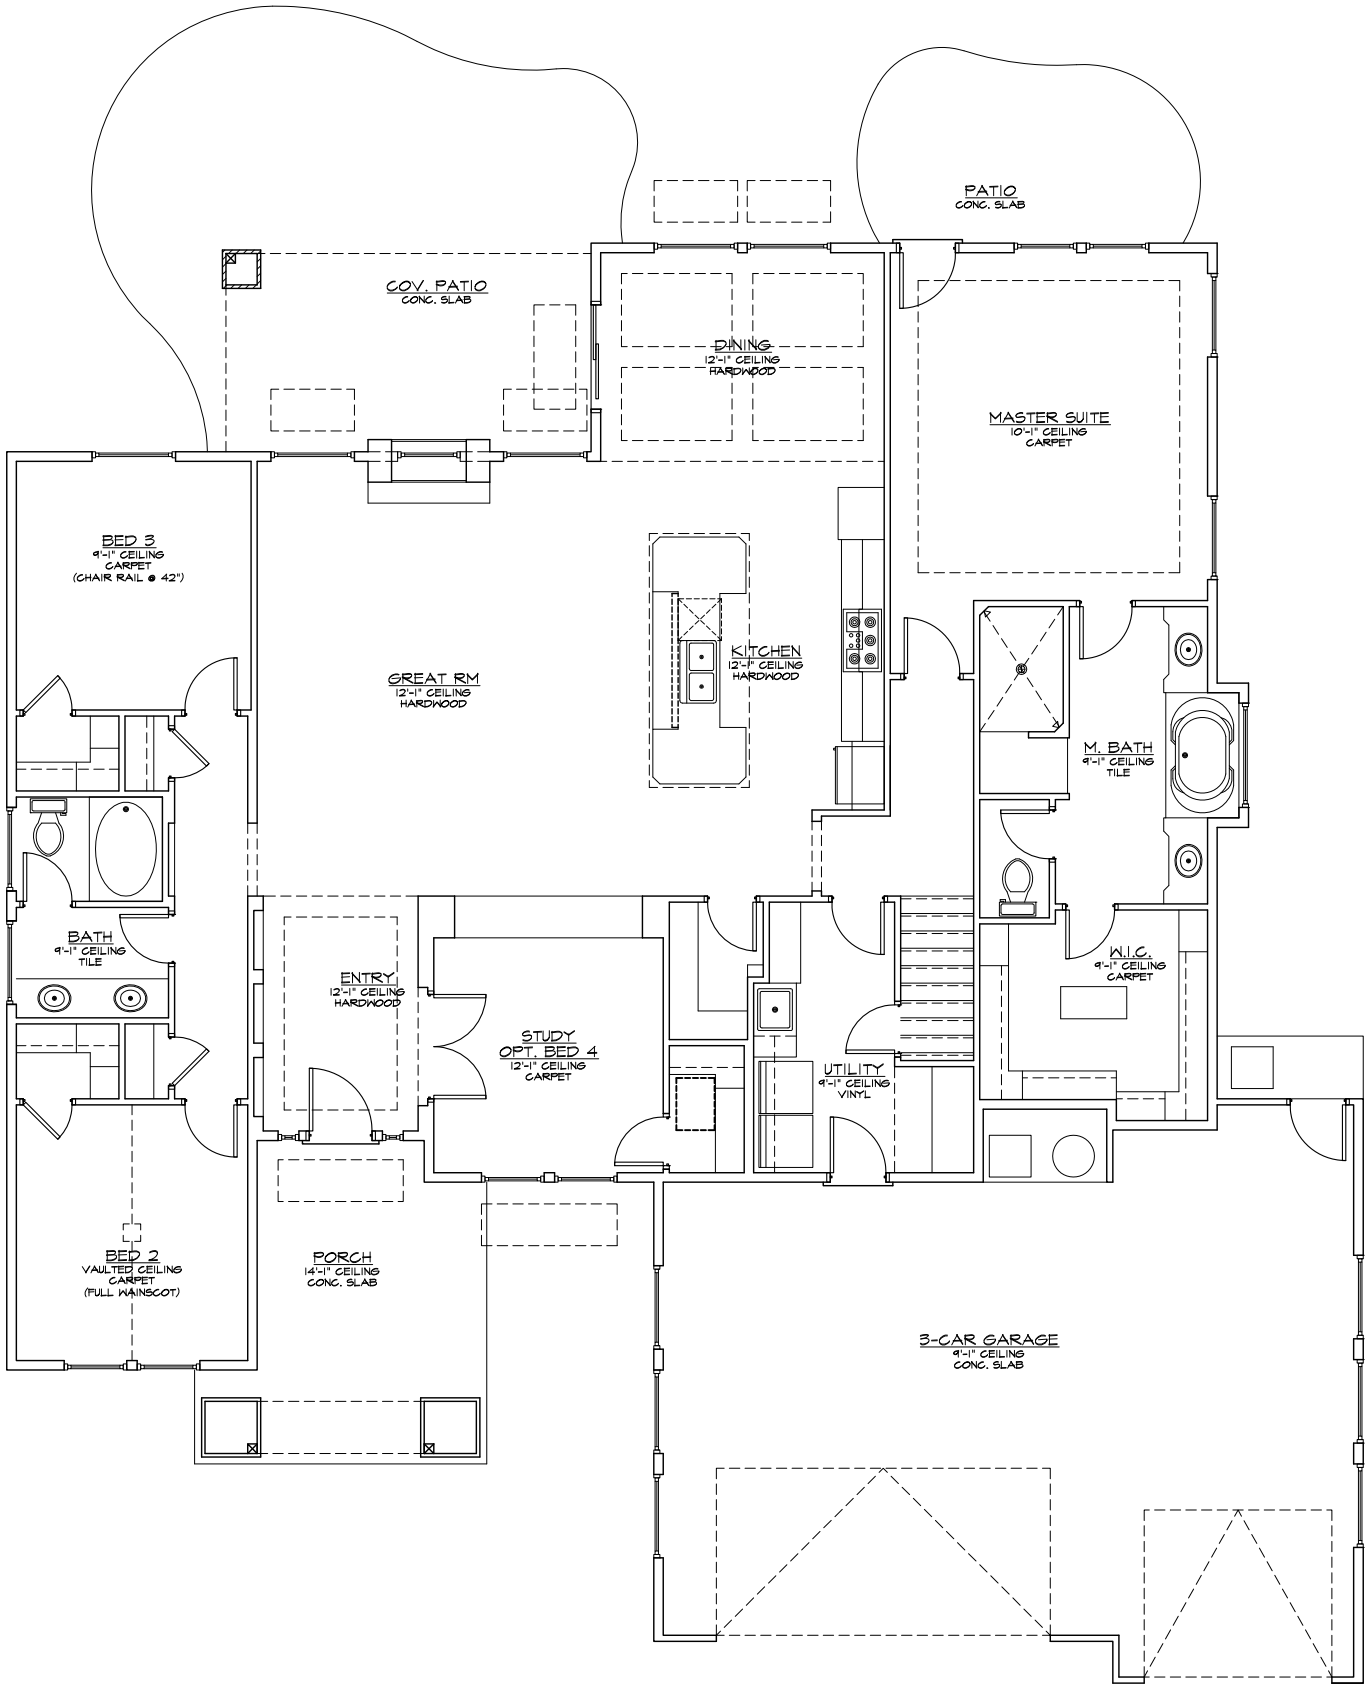 PATIO
CONC. SLAB
COV. PATIO
CONC. SLAB
DINING
12'-1" CEILING
HARDWOOD
MASTER SUITE
10'-1" CEILING
CARPET
BED 3
9'-1" CEILING
CARPET
(CHAIR RAIL @ 42")
GREAT RM
12'-1" CEILING
HARDWOOD
KITCHEN
12'-1" CEILING
HARDWOOD
M. BATH
9'-1" CEILING
TILE
BATH
9'-1" CEILING
TILE
ENTRY
12'-1" CEILING
HARDWOOD
W.I.C.
9'-1" CEILING
CARPET
STUDY
OPT. BED 4
12'-1" CEILING
CARPET
UTILITY
9'-1" CEILING
VINYL
BED 2
VAULTED CEILING
CARPET
(FULL WAINSCOT)
PORCH
14'-1" CEILING
CONC. SLAB
3-CAR GARAGE
9'-1" CEILING
CONC. SLAB